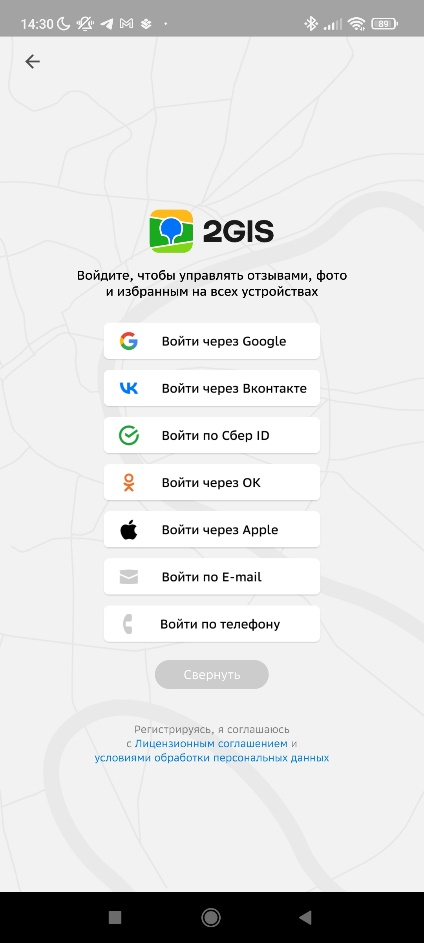 14:30
89
2GIS
Войдите, чтобы управлять отзывами, фото
и избранным на всех устройствах
Войти через Google
Войти через Вконтакте
Войти по Сбер ID
Войти через ОК
Войти через Apple
Войти по E-mail
Войти по телефону
Свернуть
Регистрируясь, я соглашаюсь
с Лицензионным соглашением и
условиями обработки персональных данных